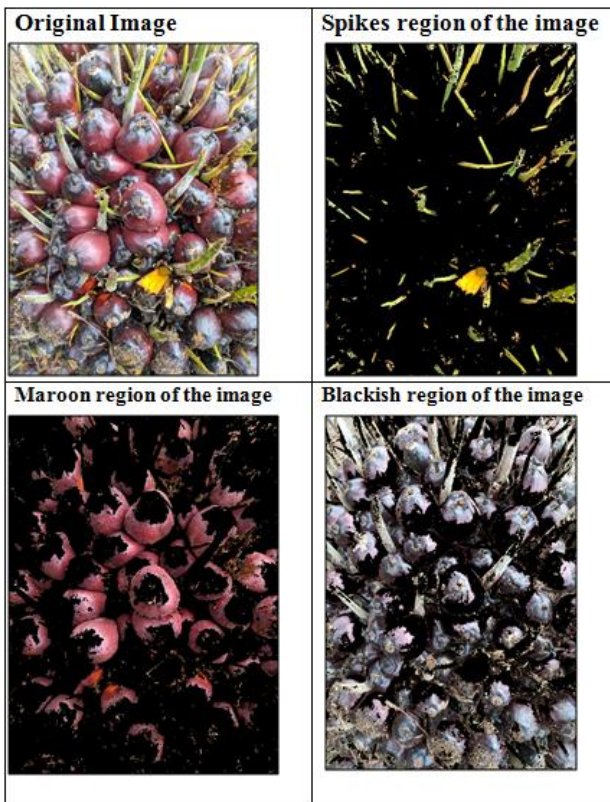 Original Image
Spikes region of the image
Maroon region of the image
Blackish region of the image